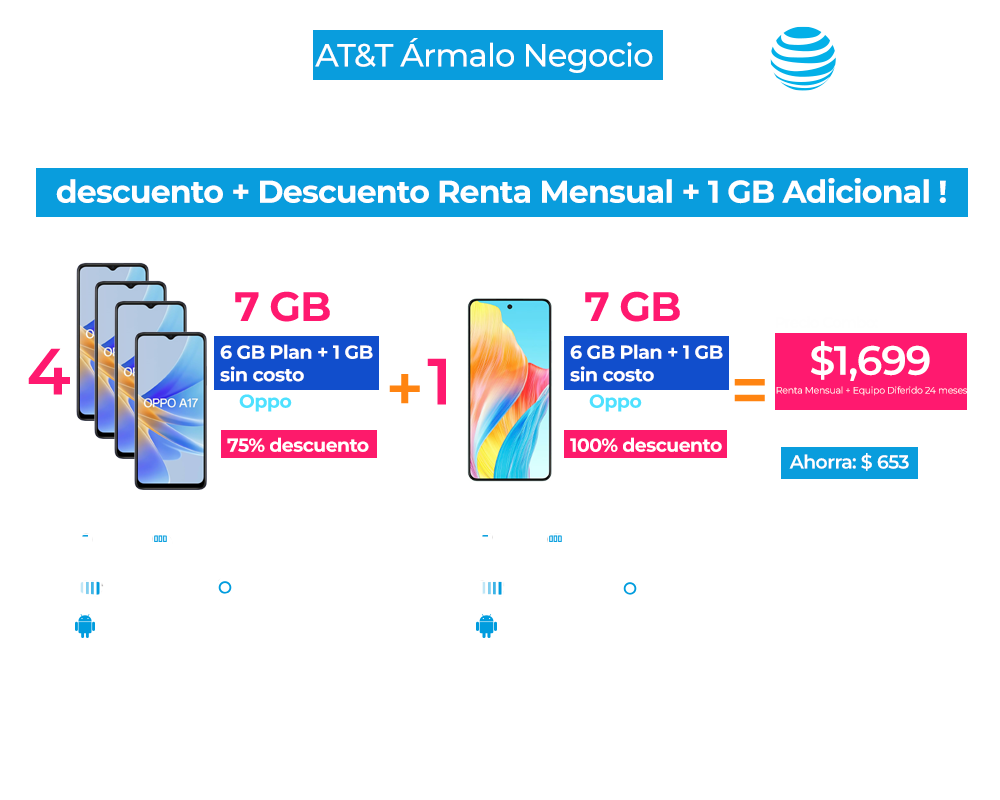 AT&T Ármalo Negocio
descuento + Descuento Renta Mensual + 1 GB Adicional !
4
OPPO A17
7 GB
6 GB Plan + 1 GB
sin costo
Oppo
75% descuento
+
1
7 GB
6 GB Plan + 1 GB
sin costo
Oppo
100% descuento
=
$1,699
Renta Mensual + Equipo Diferido 24 meses
Ahorra: $ 653